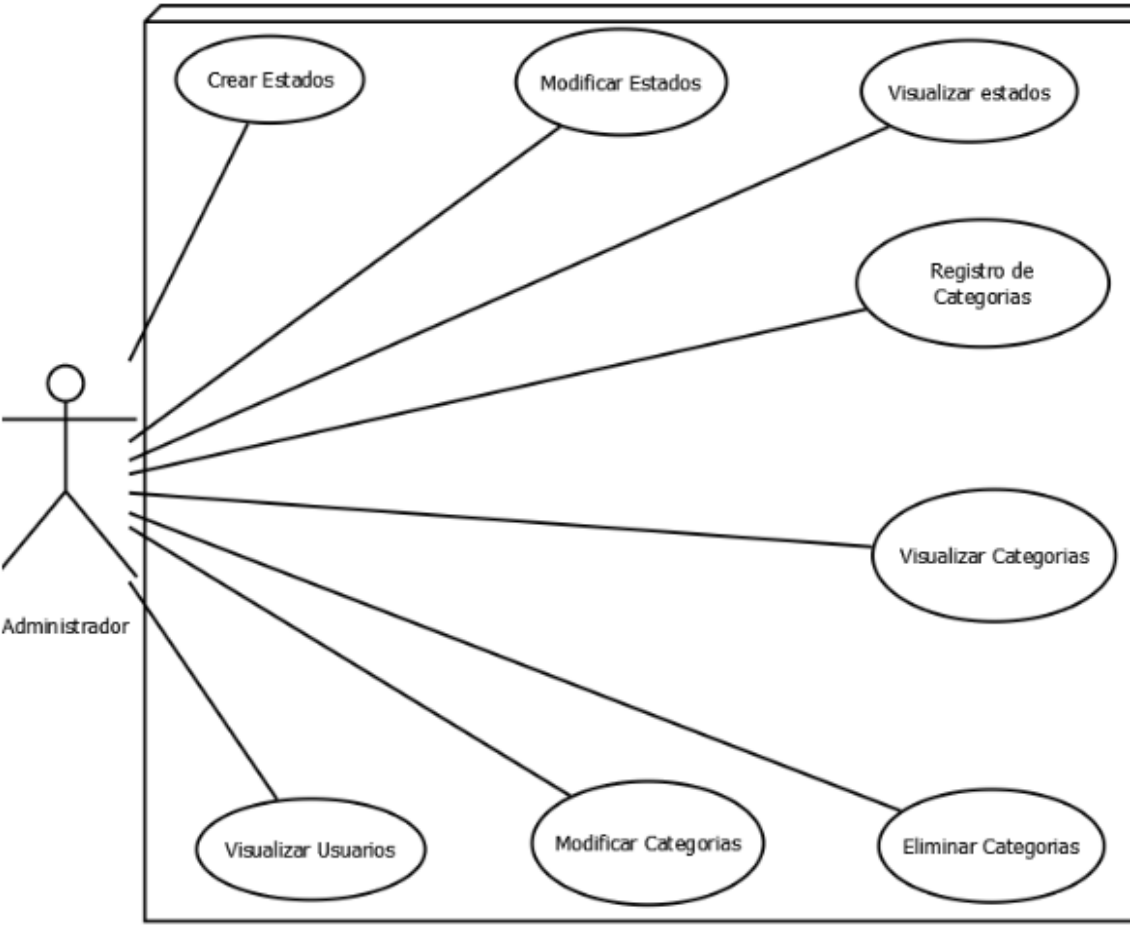 Crear Estados
Modificar Estados
Visualizar estados
Registro de
Categorias
Visualizar Categorias
Administrador
Visualizar Usuarios
Modificar Categorias
Eliminar Categorias